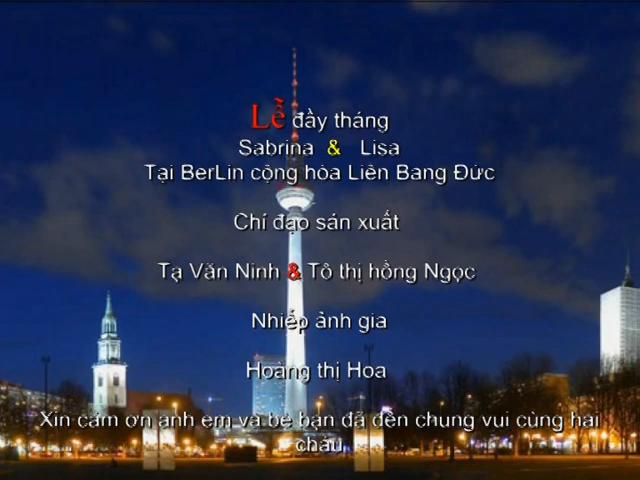 Lễ đầy tháng
Sabrina & Lisa
Tại BerLin cộng hòa Liên Bang Đức
Chỉ đạo sản xuất
Tạ Văn Ninh & Tô thị hồng Ngọc
Nhiếp ảnh gia
Hoàng thị Hoa
Xin cảm ơn anh em và bè bạn đã đến chung vui cùng hai
cháu